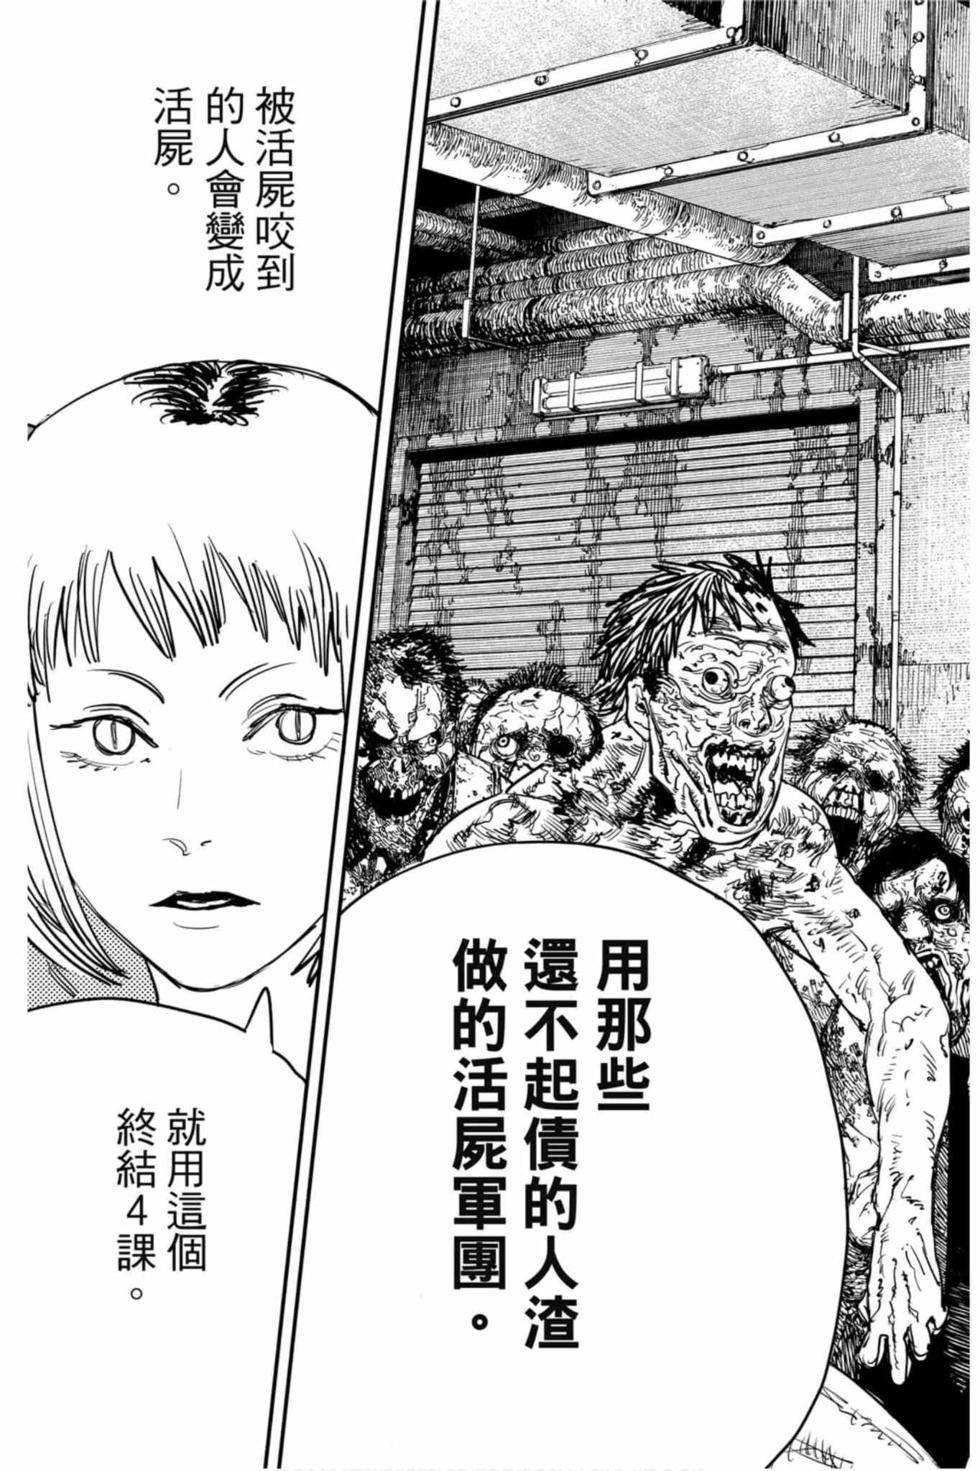 用那些
還不起債的人渣
做的活屍軍團。
被活屍咬到
的人會變成
活屍。
就用這個
終結4課。